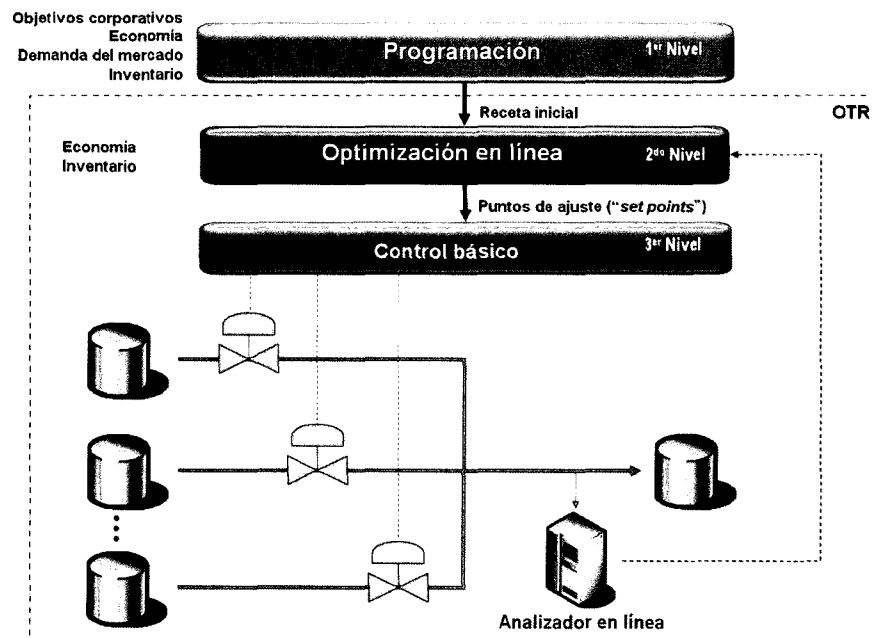 Objetivos corporativos
Economía
Demanda del mercado
Inventario
Programación
1er Nivel
Receta inicial
OTR
Economía
Inventario
Optimización en línea
2do Nivel
Puntos de ajuste ("set points")
Control básico
3er Nivel
Analizador en línea